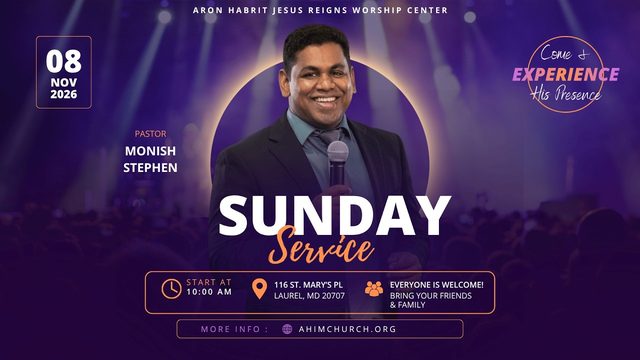 ARON HABRIT JESUS REIGNS WORSHIP CENTER
08
NOV
2026
Come &
EXPERIENCE
His Presence
PASTOR
MONISH
STEPHEN
SUNDAY
Service
START AT
10:00 AM
116 ST. MARY'S PL
LAUREL, MD 20707
EVERYONE IS WELCOME!
BRING YOUR FRIENDS
& FAMILY
MORE INFO :
AHIMCHURCH.ORG